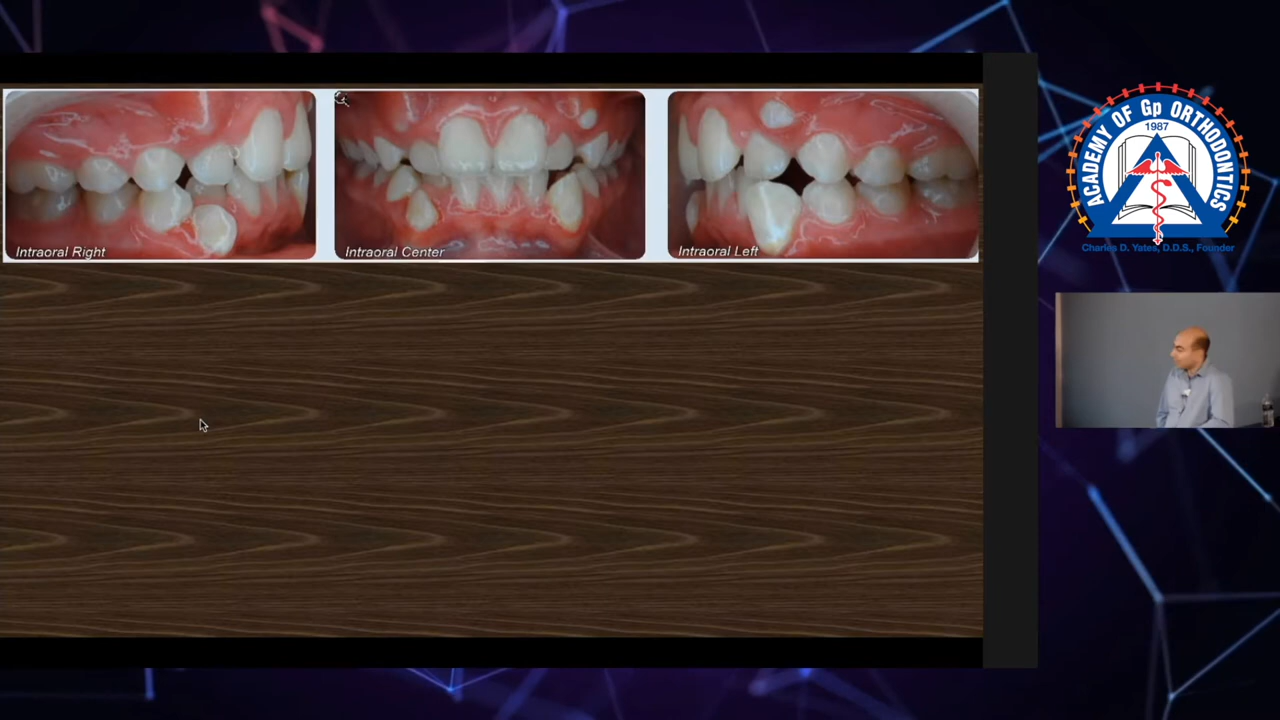 Intraoral Right
Intraoral Center
Intraoral Left
ACADEMY OF Gp ORTHODONTICS
1987
Charles D. Yates, D.D.S., Founder